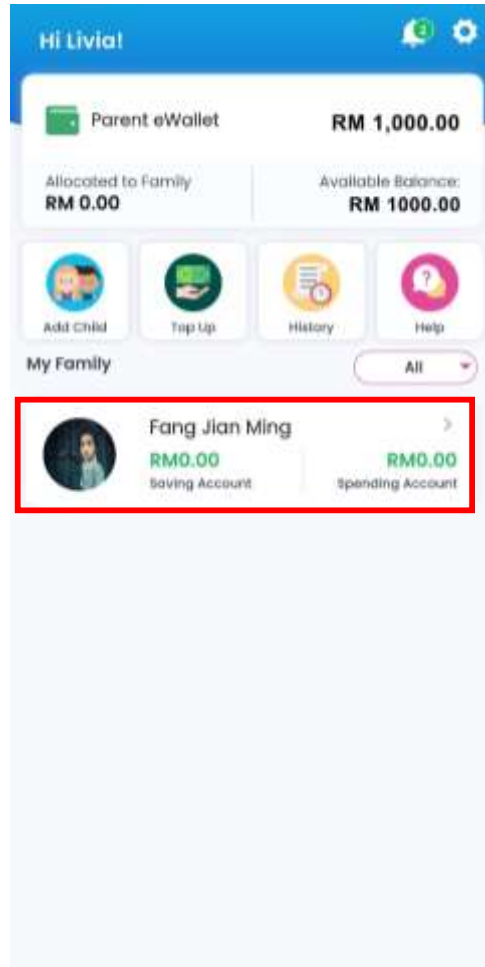 Hi Livia!
2
Parent eWallet RM 1,000.00
Allocated to Family Available Balance:
RM 0.00 RM 1000.00
Add Child Top Up History Help
My Family All
Fang Jian Ming
RM0.00 RM0.00
Saving Account Spending Account